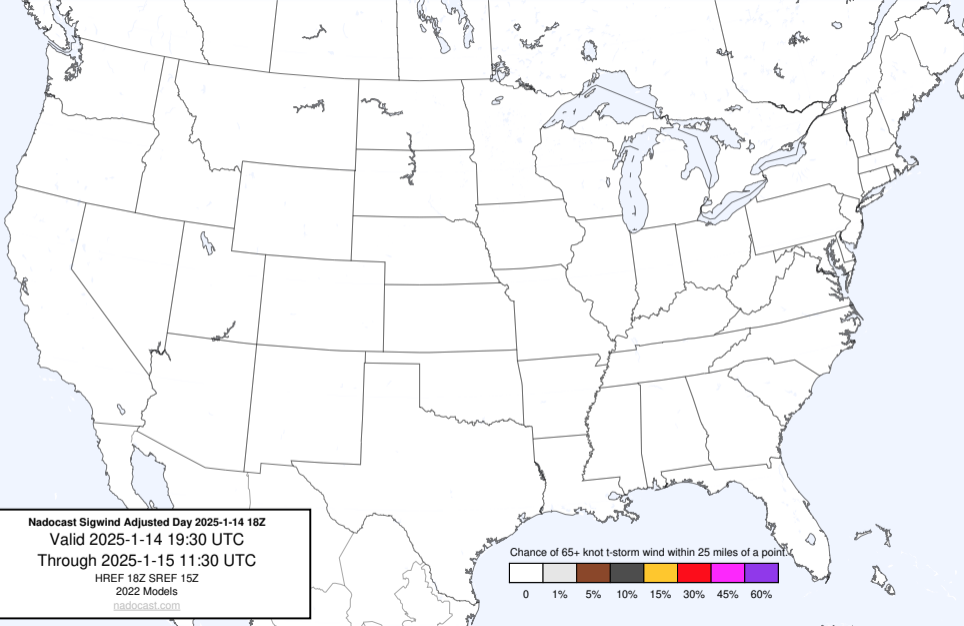 Nadocast Sigwind Adjusted Day 2025-1-14 18Z
Valid 2025-1-14 19:30 UTC
Through 2025-1-15 11:30 UTC
HREF 18Z SREF 15Z
2022 Models
nadocast.com
Chance of 65+ knot t-storm wind within 25 miles of a point.
0 1% 5% 10% 15% 30% 45% 60%